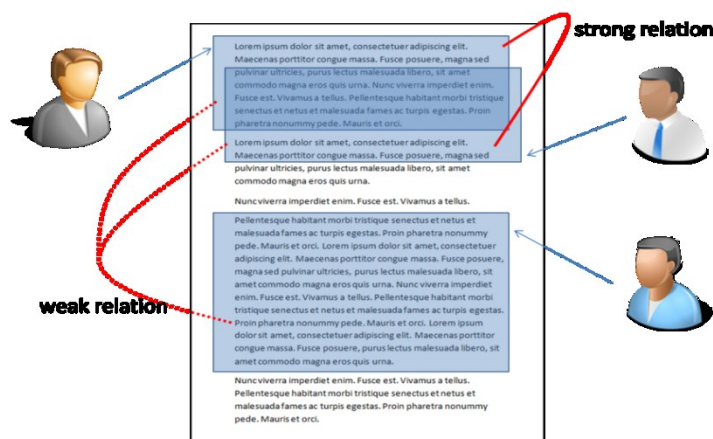 strong relation
Lorem ipsum dolor sit amet, consectetuer adipiscing elit.
Maecenas porttitor congue massa. Fusce posuere, magna sed
pulvinar ultricies, purus lectus malesuada libero, sit amet
commodo magna eros quis urna. Nunc viverra imperdiet enim.
Fusce est. Vivamus a tellus. Pellentesque habitant morbi tristique
senectus et netus et malesuada fames ac turpis egestas. Proin
pharetra nonummy pede. Mauris et orci.
Lorem ipsum dolor sit amet, consectetuer adipiscing elit.
Maecenas porttitor congue massa. Fusce posuere, magna sed
pulvinar ultricies, purus lectus malesuada libero, sit amet
commodo magna eros quis urna.
Nunc viverra imperdiet enim. Fusce est. Vivamus a tellus.
Pellentesque habitant morbi tristique senectus et netus et
malesuada fames ac turpis egestas. Proin pharetra nonummy
pede. Mauris et orci. Lorem ipsum dolor sit amet, consectetuer
adipiscing elit. Maecenas porttitor congue massa. Fusce posuere,
magna sed pulvinar ultricies, purus lectus malesuada libero, sit
amet commodo magna eros quis urna. Nunc viverra imperdiet
enim. Fusce est. Vivamus a tellus. Pellentesque habitant morbi
tristique senectus et netus et malesuada fames ac turpis egestas.
Proin pharetra nonummy pede. Mauris et orci. Lorem ipsum
dolor sit amet, consectetuer adipiscing elit. Maecenas porttitor
congue massa. Fusce posuere, purus lectus malesuada libero, sit
amet commodo magna eros quis urna.
weak relation
Nunc viverra imperdiet enim. Fusce est. Vivamus a tellus.
Pellentesque habitant morbi tristique senectus et netus et
malesuada fames ac turpis egestas. Proin pharetra nonummy
pede. Mauris et orci.